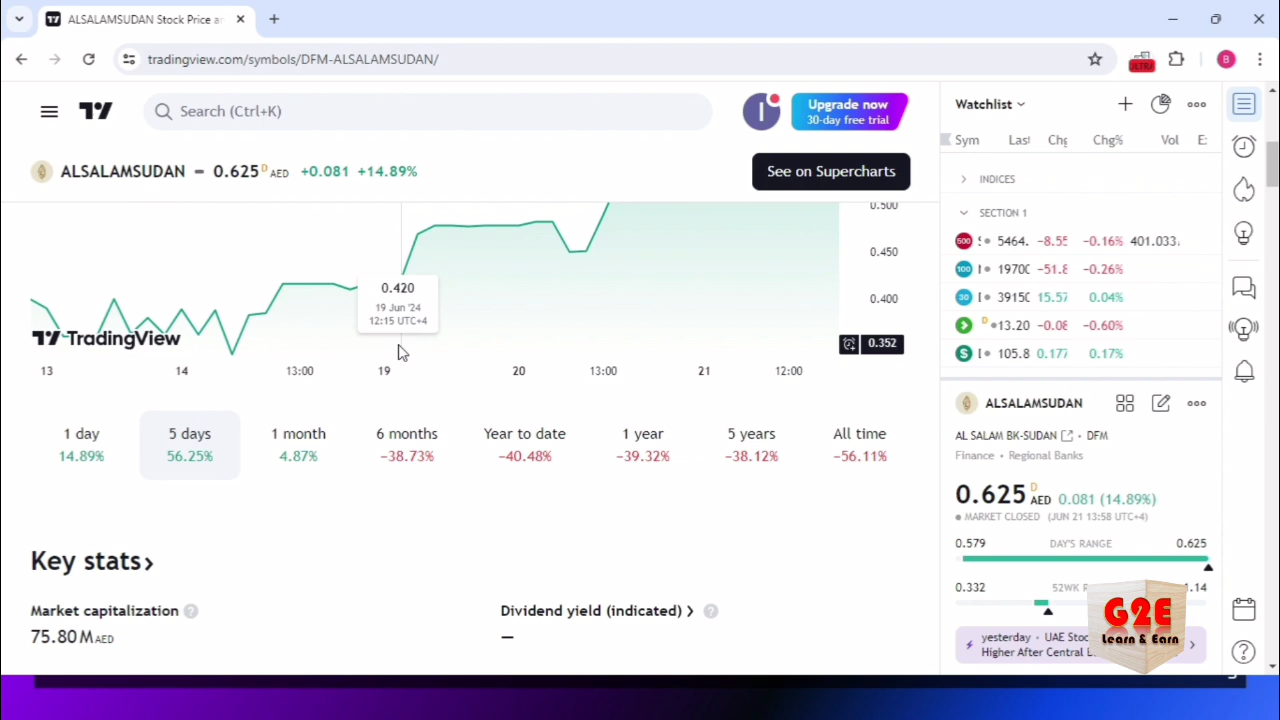 ALSALAMSUDAN Stock Price a
tradingview.com/symbols/DFM-ALSALAMSUDAN/
B
Search (Ctrl+K)
I
Upgrade now
30-day free trial
ALSALAMSUDAN
0.625 D AED +0.081 +14.89%
See on Supercharts
0.500
0.450
0.400
0.352
0.420
19 Jun '24
12:15 UTC+4
TradingView
13 14 13:00 19 20 13:00 21 12:00
1 day 5 days 1 month 6 months Year to date 1 year 5 years All time
14.89% 56.25% 4.87% −38.73% −40.48% −39.32% −38.12% −56.11%
Key stats
Market capitalization
75.80 M AED
Dividend yield (indicated)
—
Watchlist
Sym Last Chg Chg% Vol E:
INDICES
SECTION 1
500 5464. −8.55 −0.16% 401.033
100 1970 −51.8 −0.26%
30 3915 15.57 0.04%
D 13.20 −0.08 −0.60%
105.8 0.177 0.17%
ALSALAMSUDAN
AL SALAM BK-SUDAN • DFM
Finance • Regional Banks
0.625 D AED 0.081 (14.89%)
MARKET CLOSED (JUN 21 13:58 UTC+4)
0.579 DAY'S RANGE 0.625
0.332 52WK 1.14
yesterday • UAE Stoc
Higher After Central
G2E
Learn & Earn